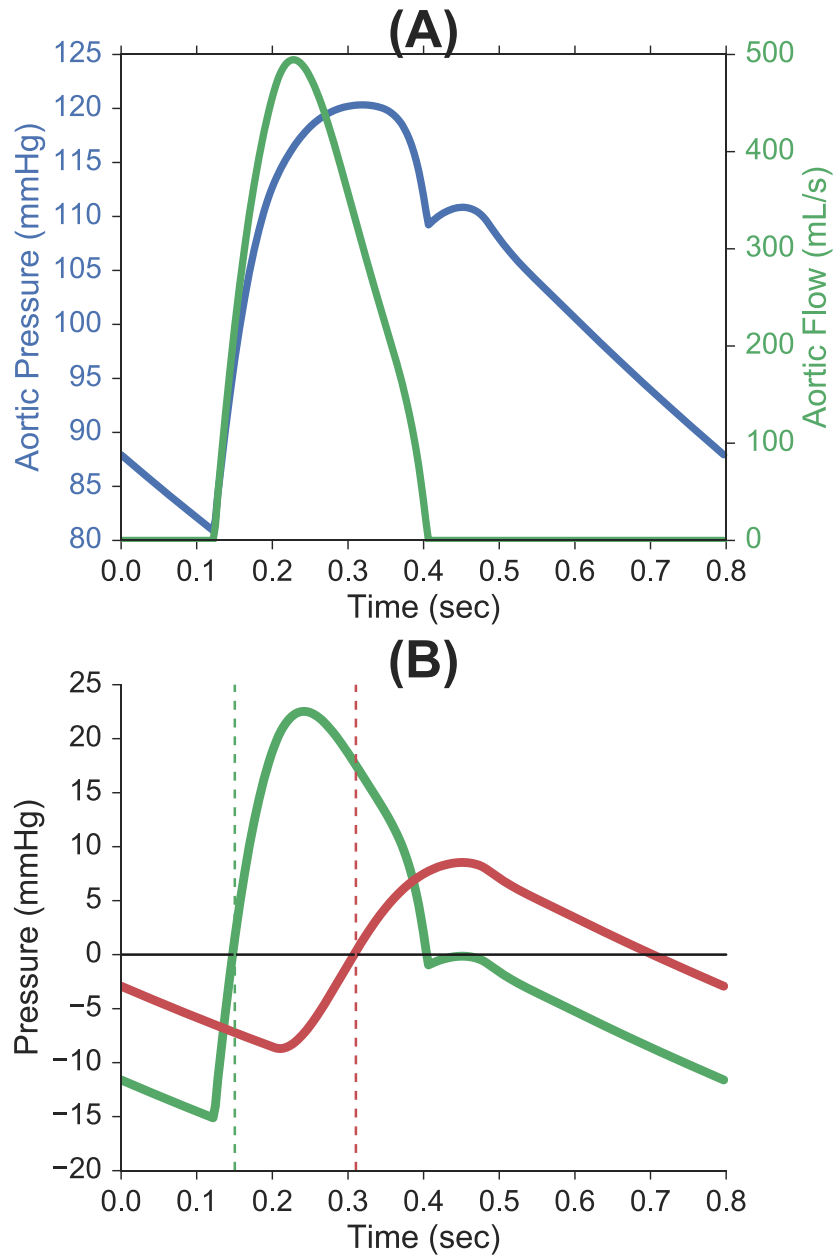 (A)
125
120
115
110
105
100
95
90
85
80
Aortic Pressure (mmHg)
500
400
300
200
100
0
Aortic Flow (mL/s)
0.0 0.1 0.2 0.3 0.4 0.5 0.6 0.7 0.8
Time (sec)
(B)
25
20
15
10
5
0
−5
−10
−15
−20
Pressure (mmHg)
0.0 0.1 0.2 0.3 0.4 0.5 0.6 0.7 0.8
Time (sec)